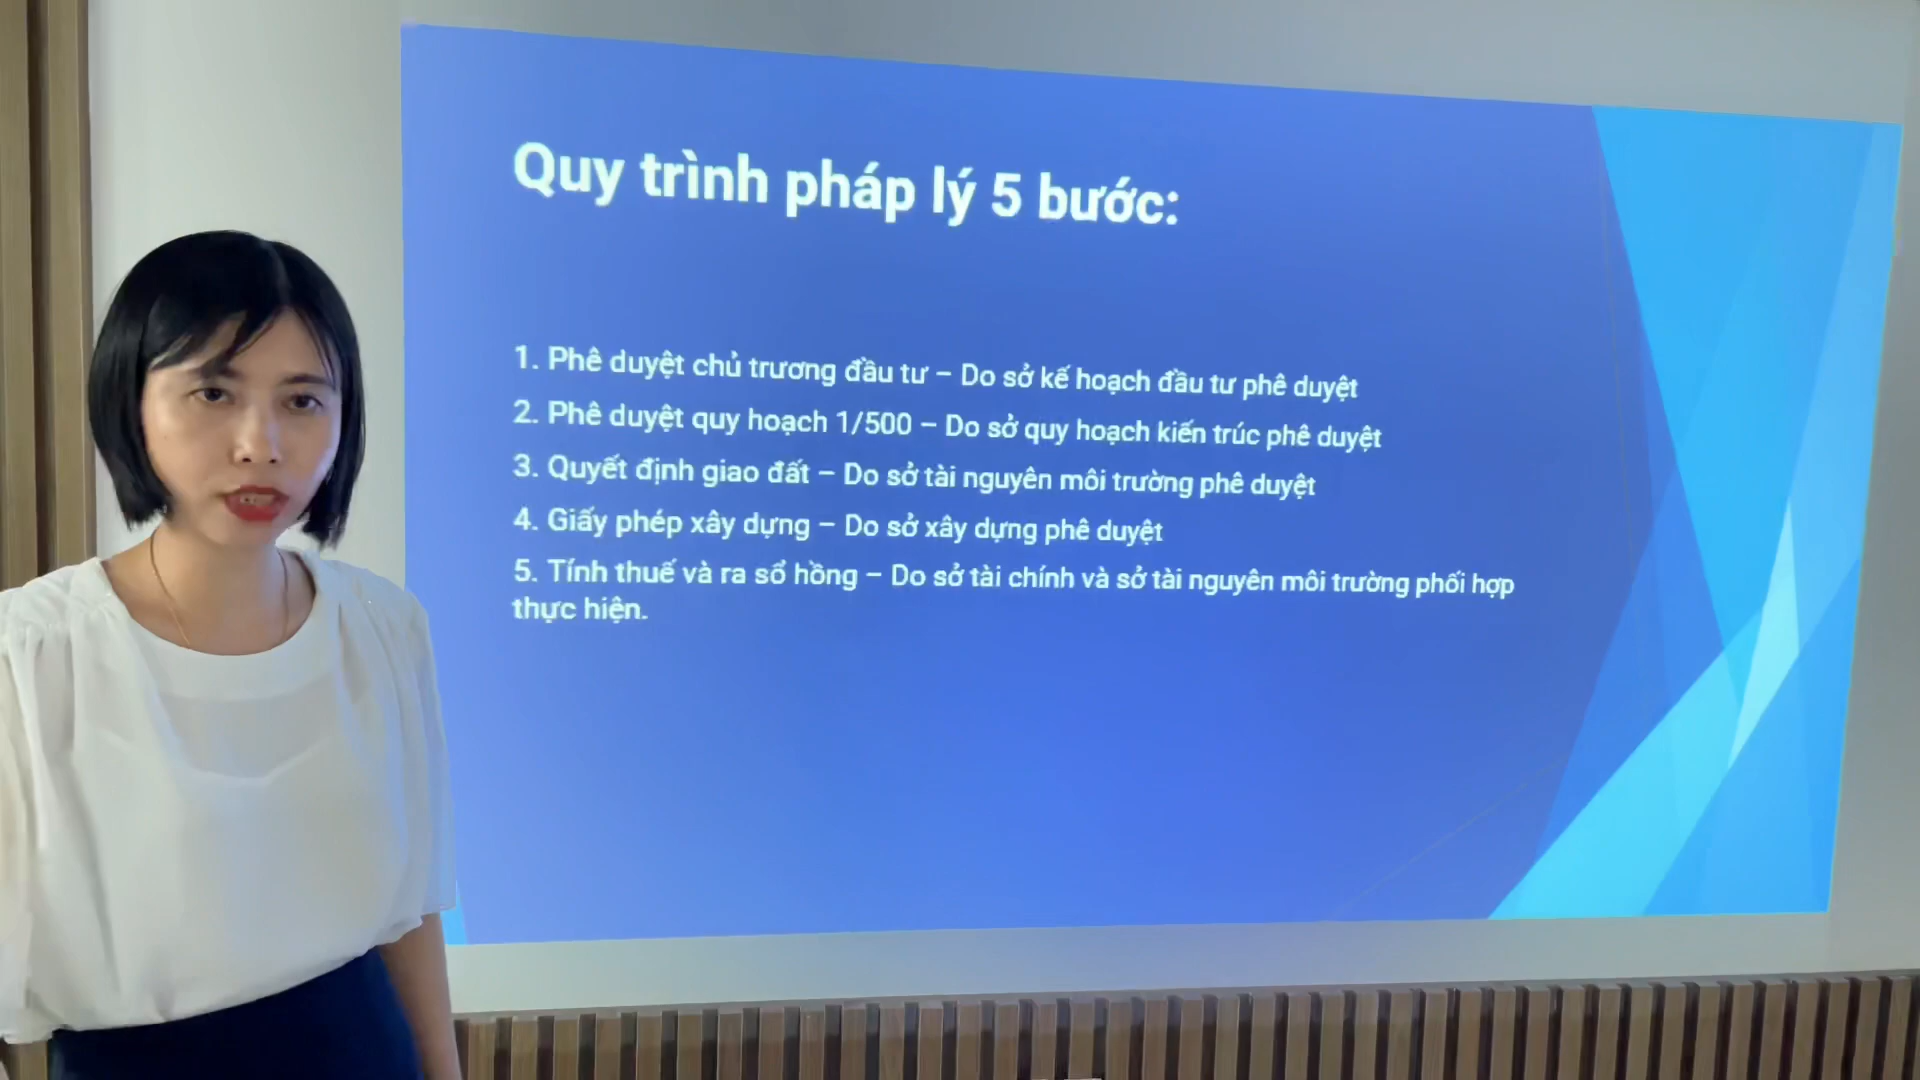 Quy trình pháp lý 5 bước:
1. Phê duyệt chủ trương đầu tư – Do sở kế hoạch đầu tư phê duyệt
2. Phê duyệt quy hoạch 1/500 – Do sở quy hoạch kiến trúc phê duyệt
3. Quyết định giao đất – Do sở tài nguyên môi trường phê duyệt
4. Giấy phép xây dựng – Do sở xây dựng phê duyệt
5. Tính thuế và ra sổ hồng – Do sở tài chính và sở tài nguyên môi trường phối hợp
thực hiện.